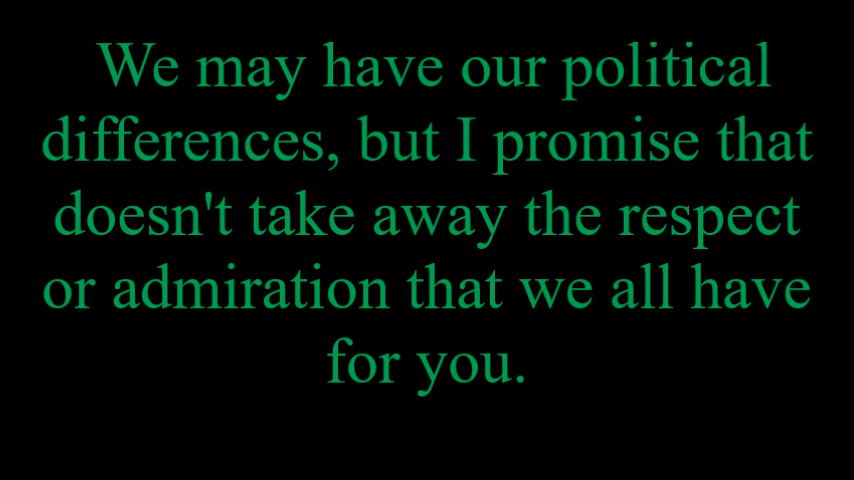 We may have our political
differences, but I promise that
doesn't take away the respect
or admiration that we all have
for you.